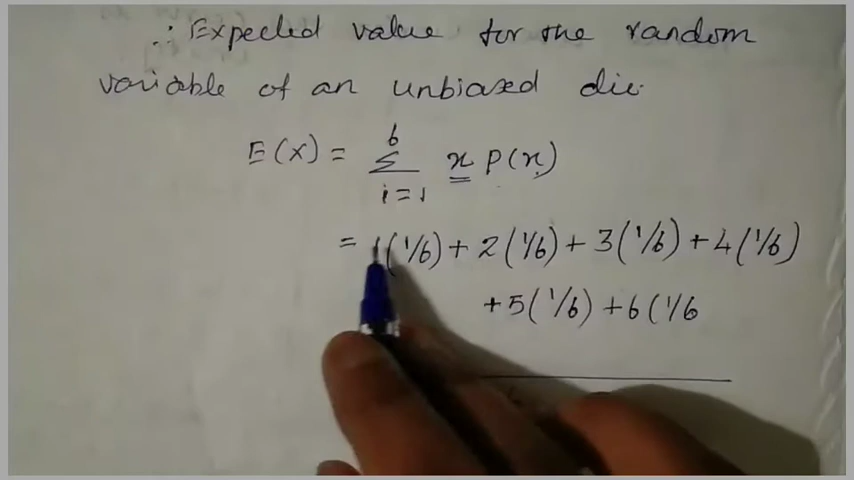 ∴ Expected value for the random
variable of an unbiased die.
E(X) = 6 Σ i=1 x P(x)
= 1(1/6) + 2(1/6) + 3(1/6) + 4(1/6)
+ 5(1/6) + 6(1/6